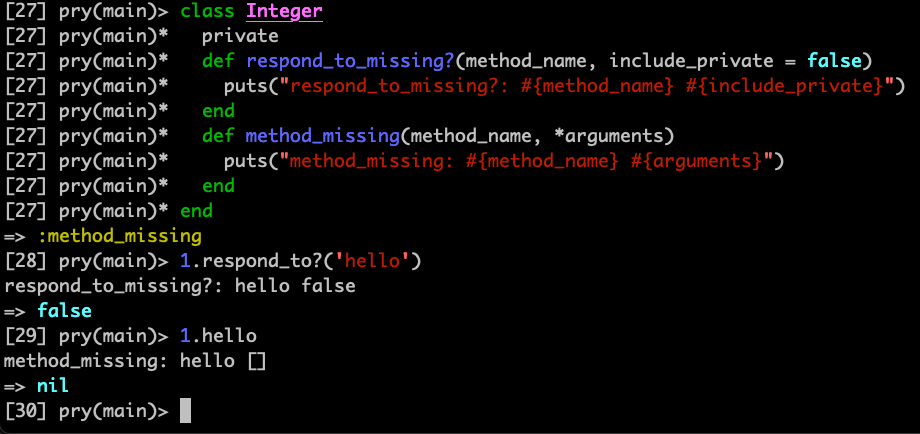 [27] pry(main)> class Integer
[27] pry(main)*   private
[27] pry(main)*   def respond_to_missing?(method_name, include_private = false)
[27] pry(main)*     puts("respond_to_missing?: #{method_name} #{include_private}")
[27] pry(main)*   end
[27] pry(main)*   def method_missing(method_name, *arguments)
[27] pry(main)*     puts("method_missing: #{method_name} #{arguments}")
[27] pry(main)*   end
[27] pry(main)* end
=> :method_missing
[28] pry(main)> 1.respond_to?('hello')
respond_to_missing?: hello false
=> false
[29] pry(main)> 1.hello
method_missing: hello []
=> nil
[30] pry(main)>